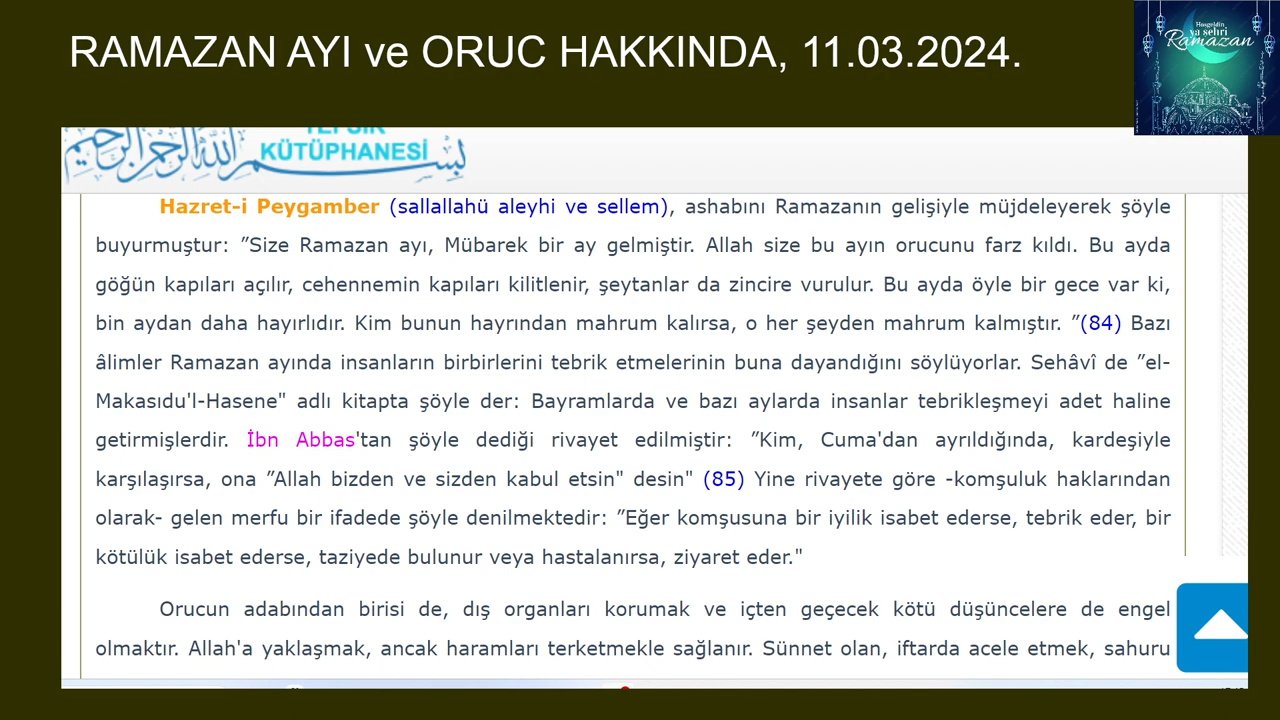 RAMAZAN AYI ve ORUC HAKKINDA, 11.03.2024.
Hoşgeldin
ya şehri
Ramazan
TEFSİR
KÜTÜPHANESİ
Hazret-i Peygamber (sallallahü aleyhi ve sellem), ashabını Ramazanın gelişiyle müjdeleyerek şöyle
buyurmuştur: ”Size Ramazan ayı, Mübarek bir ay gelmiştir. Allah size bu ayın orucunu farz kıldı. Bu ayda
göğün kapıları açılır, cehennemin kapıları kilitlenir, şeytanlar da zincire vurulur. Bu ayda öyle bir gece var ki,
bin aydan daha hayırlıdır. Kim bunun hayrından mahrum kalırsa, o her şeyden mahrum kalmıştır. ”(84) Bazı
âlimler Ramazan ayında insanların birbirlerini tebrik etmelerinin buna dayandığını söylüyorlar. Sehâvî de ”el-
Makasıdu'l-Hasene" adlı kitapta şöyle der: Bayramlarda ve bazı aylarda insanlar tebrikleşmeyi adet haline
getirmişlerdir. İbn Abbas'tan şöyle dediği rivayet edilmiştir: ”Kim, Cuma'dan ayrıldığında, kardeşiyle
karşılaşırsa, ona ”Allah bizden ve sizden kabul etsin" desin" (85) Yine rivayete göre -komşuluk haklarından
olarak- gelen merfu bir ifadede şöyle denilmektedir: ”Eğer komşusuna bir iyilik isabet ederse, tebrik eder, bir
kötülük isabet ederse, taziyede bulunur veya hastalanırsa, ziyaret eder."
Orucun adabından birisi de, dış organları korumak ve içten geçecek kötü düşüncelere de engel
olmaktır. Allah'a yaklaşmak, ancak haramları terketmekle sağlanır. Sünnet olan, iftarda acele etmek, sahuru